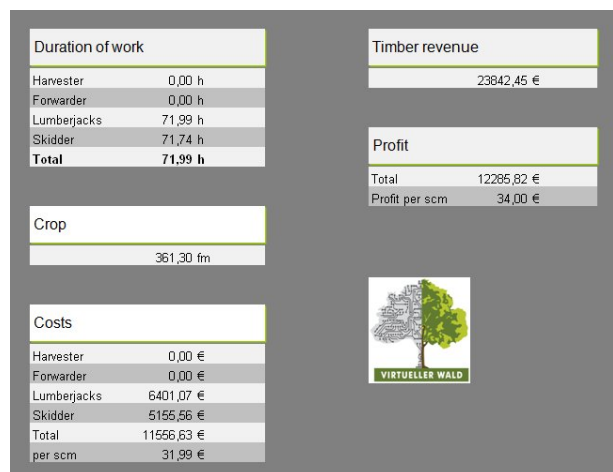 Duration of work
Harvester 0,00 h
Forwarder 0,00 h
Lumberjacks 71,99 h
Skidder 71,74 h
Total 71,99 h
Crop
361,30 fm
Costs
Harvester 0,00 €
Forwarder 0,00 €
Lumberjacks 6401,07 €
Skidder 5155,56 €
Total 11556,63 €
per scm 31,99 €
Timber revenue
23842,45 €
Profit
Total 12285,82 €
Profit per scm 34,00 €
VIRTUELLER WALD